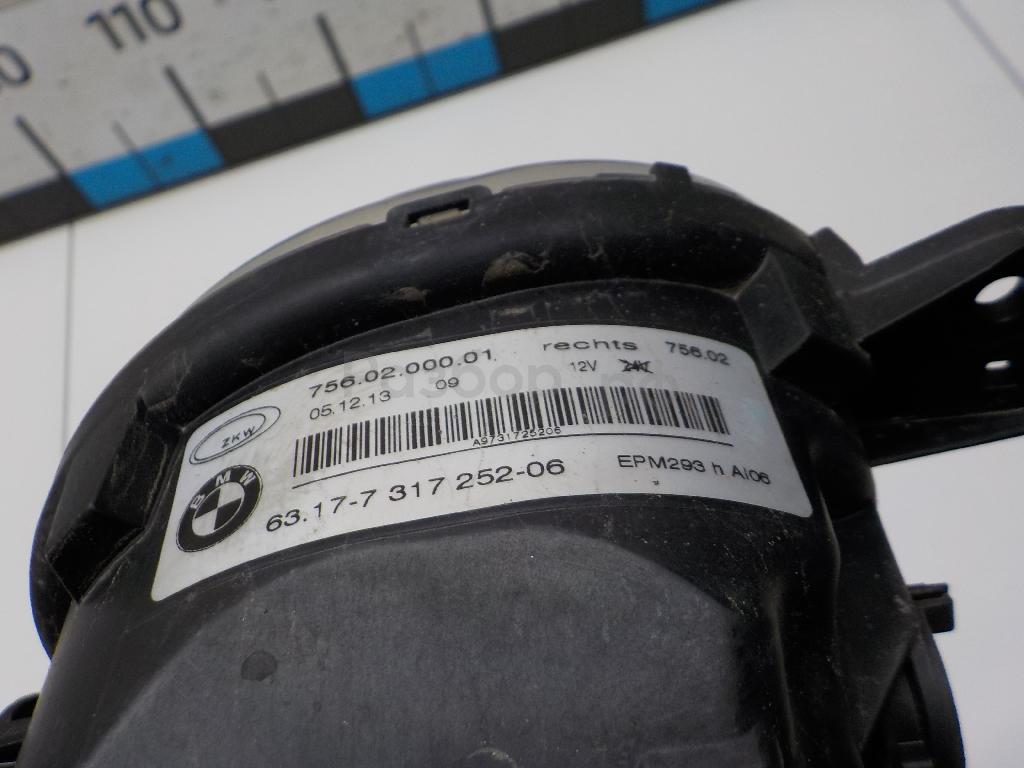 110
756.02.000.01 rechts 756.02
05.12.13 09 12V
ZKW
A9731725206
BMW
63.17-7 317 252-06 EPM293 h AI06